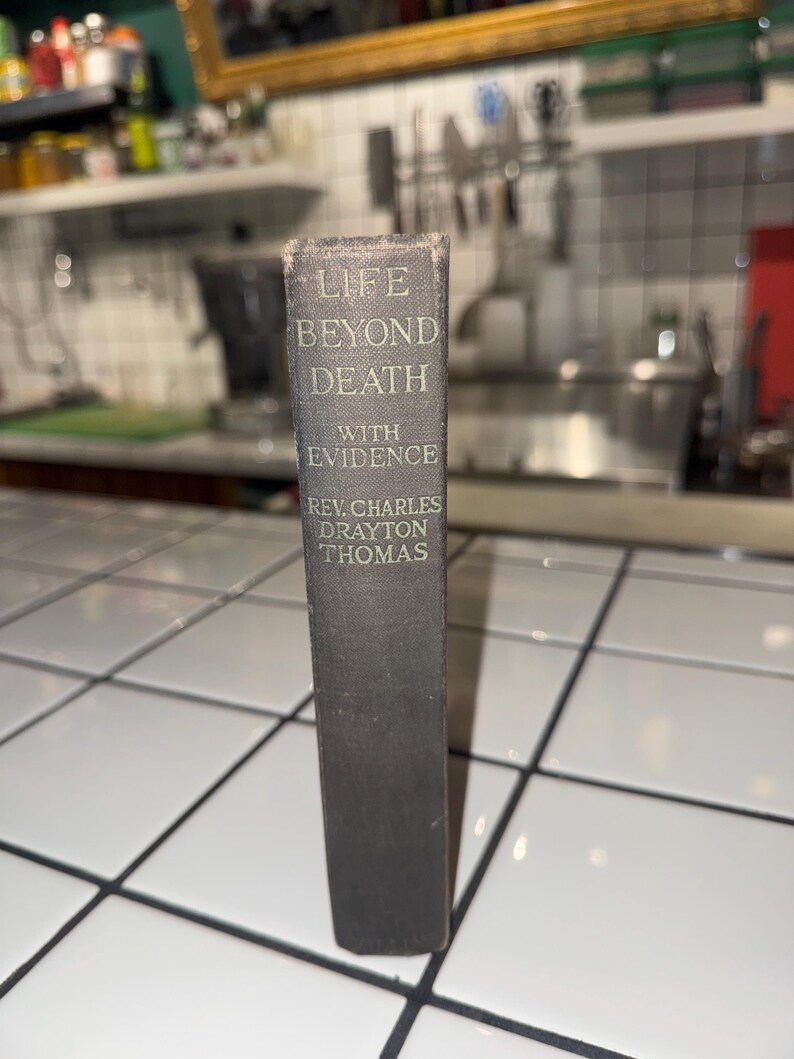 LIFE
BEYOND
DEATH
WITH
EVIDENCE
REV. CHARLES
DRAYTON
THOMAS